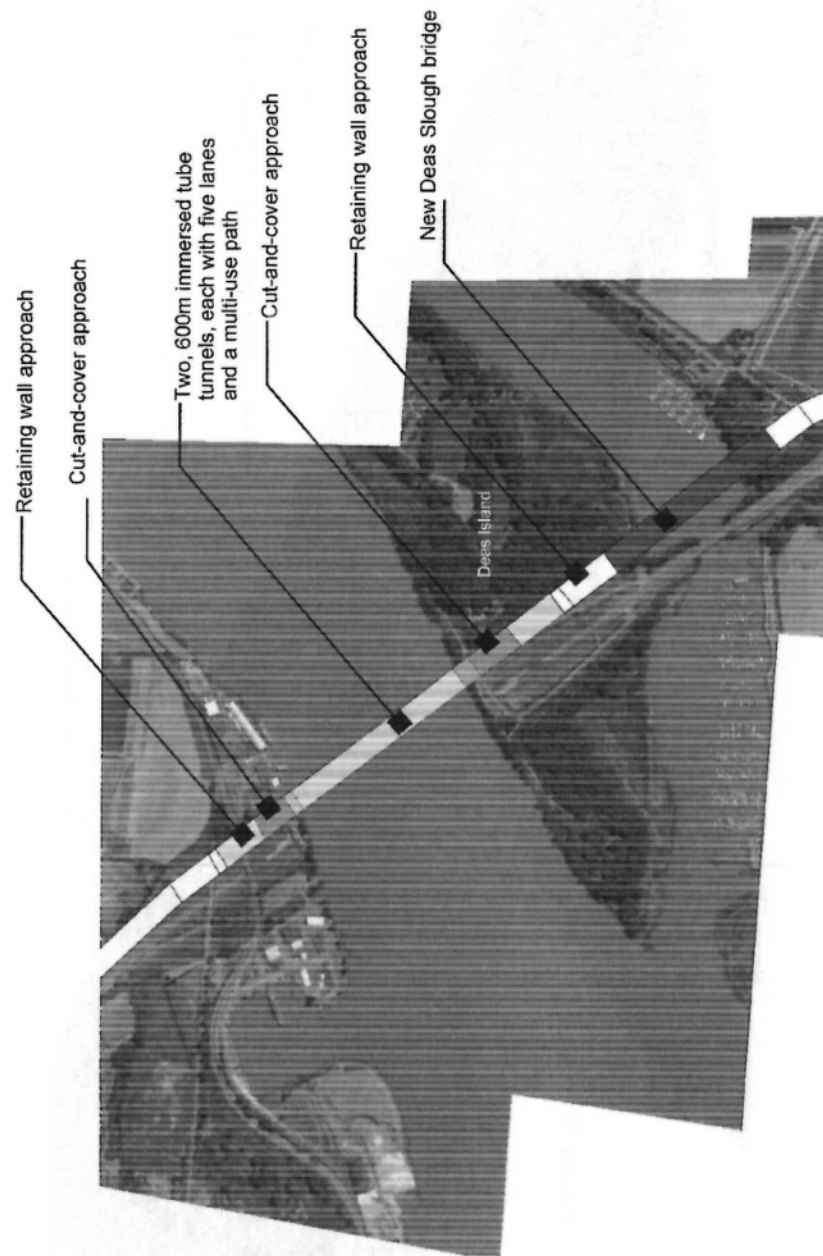 Retaining wall approach
Cut-and-cover approach
Two, 600m immersed tube
tunnels, each with five lanes
and a multi-use path
Cut-and-cover approach
Retaining wall approach
New Deas Slough bridge
Deas Island